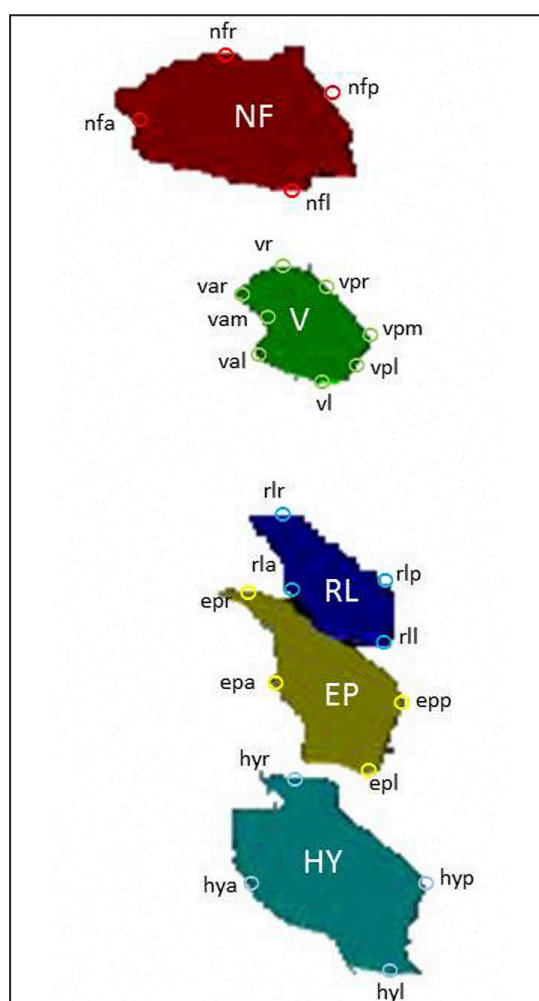 nfr
nfp
NF
nfa
nfl
vr
var
vpr
vam
V
vpm
val
vpl
vl
rlr
rla
RL
rlp
epr
rll
epa
EP
epp
hyr
epl
HY
hya
hyp
hyl